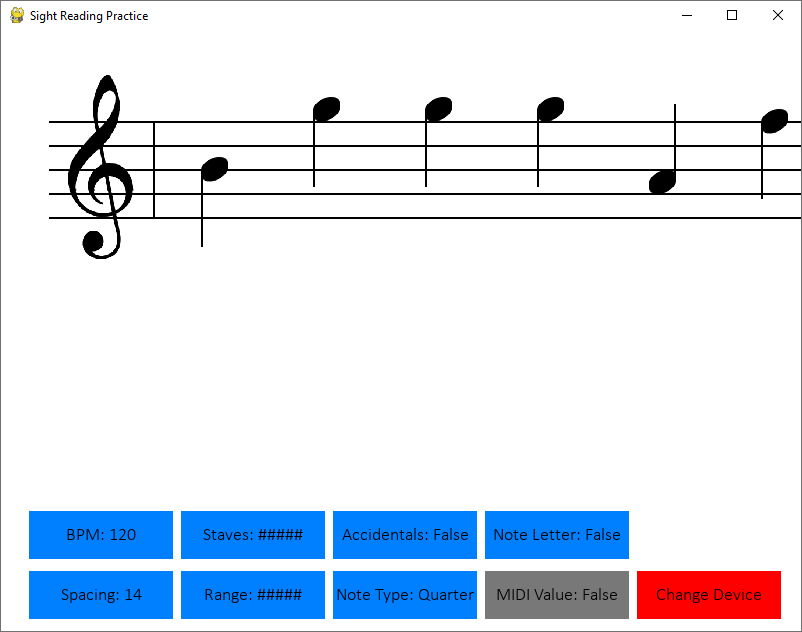 Sight Reading Practice
BPM: 120
Staves: #####
Accidentals: False
Note Letter: False
Spacing: 14
Range: #####
Note Type: Quarter
MIDI Value: False
Change Device